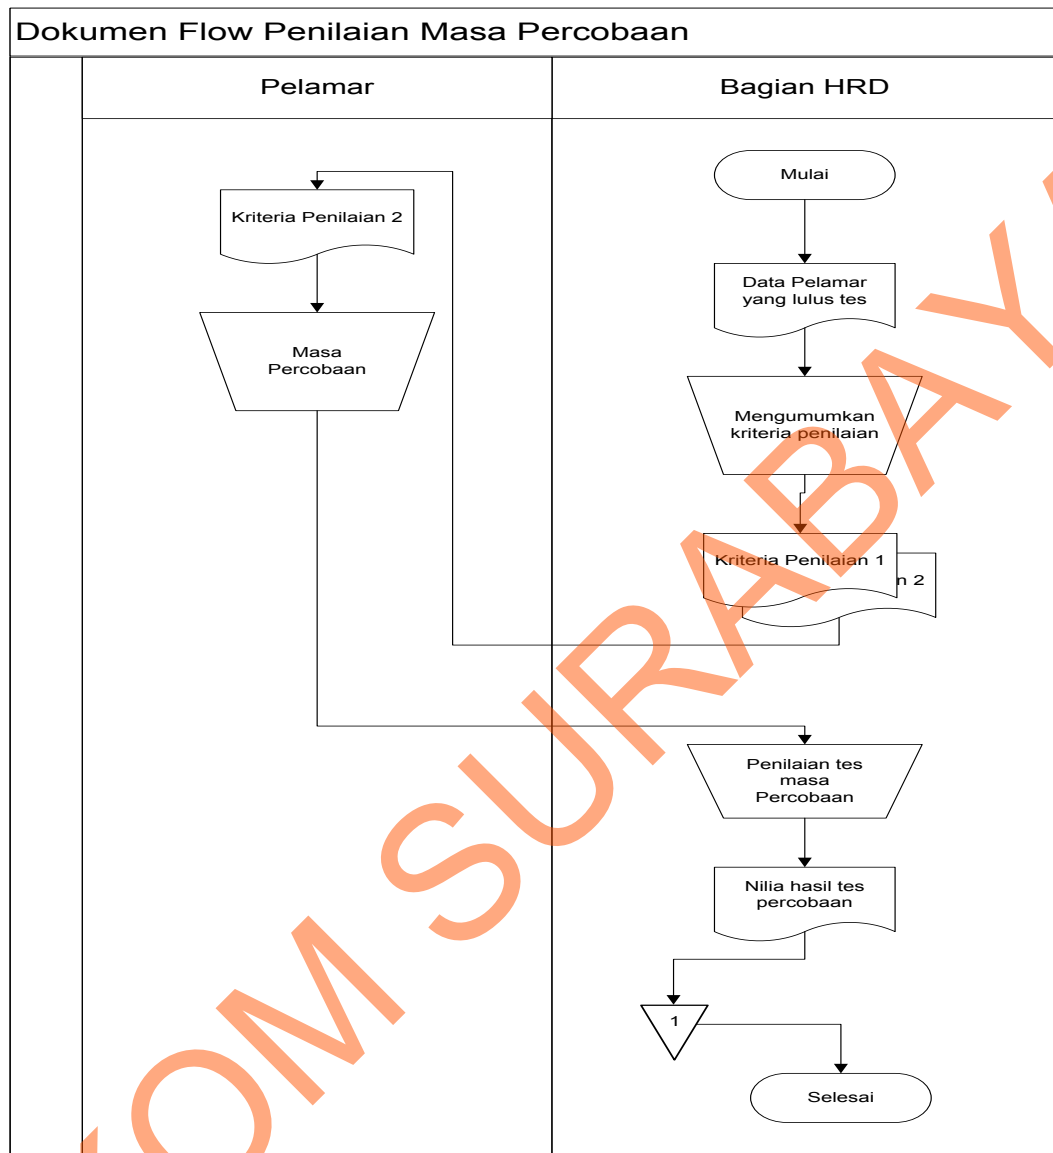 Dokumen Flow Penilaian Masa Percobaan
Pelamar
Bagian HRD
Mulai
Kriteria Penilaian 2
Data Pelamar
yang lulus tes
Masa
Percobaan
Mengumumkan
kriteria penilaian
Kriteria Penilaian 1
n 2
Penilaian tes
masa
Percobaan
Nilia hasil tes
percobaan
1
Selesai
OM SURABAY